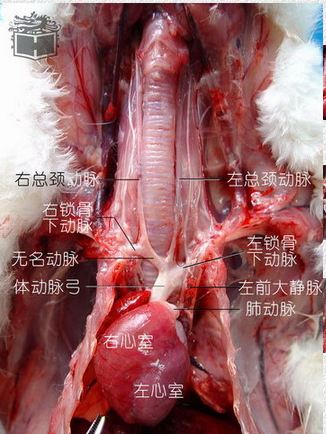 右总颈动脉
左总颈动脉
右锁骨
下动脉
左锁骨
下动脉
无名动脉
体动脉弓
左前大静脉
肺动脉
右心室
左心室